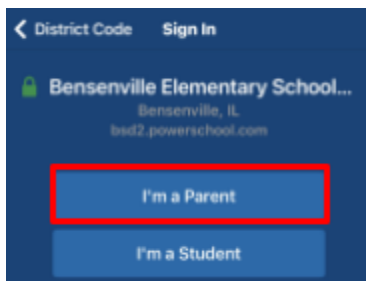 District Code Sign In
Bensenville Elementary School...
Bensenville, IL
bsd2.powerschool.com
I'm a Parent
I'm a Student